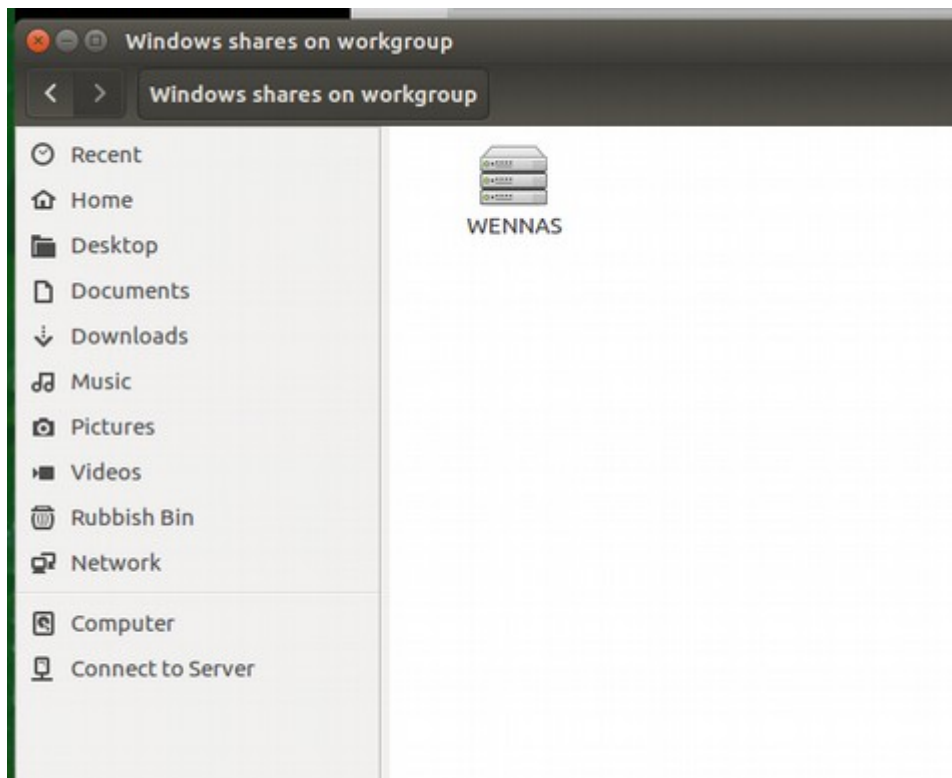 Windows shares on workgroup
Windows shares on workgroup
Recent
Home
Desktop
Documents
Downloads
Music
Pictures
Videos
Rubbish Bin
Network
Computer
Connect to Server
WENNAS